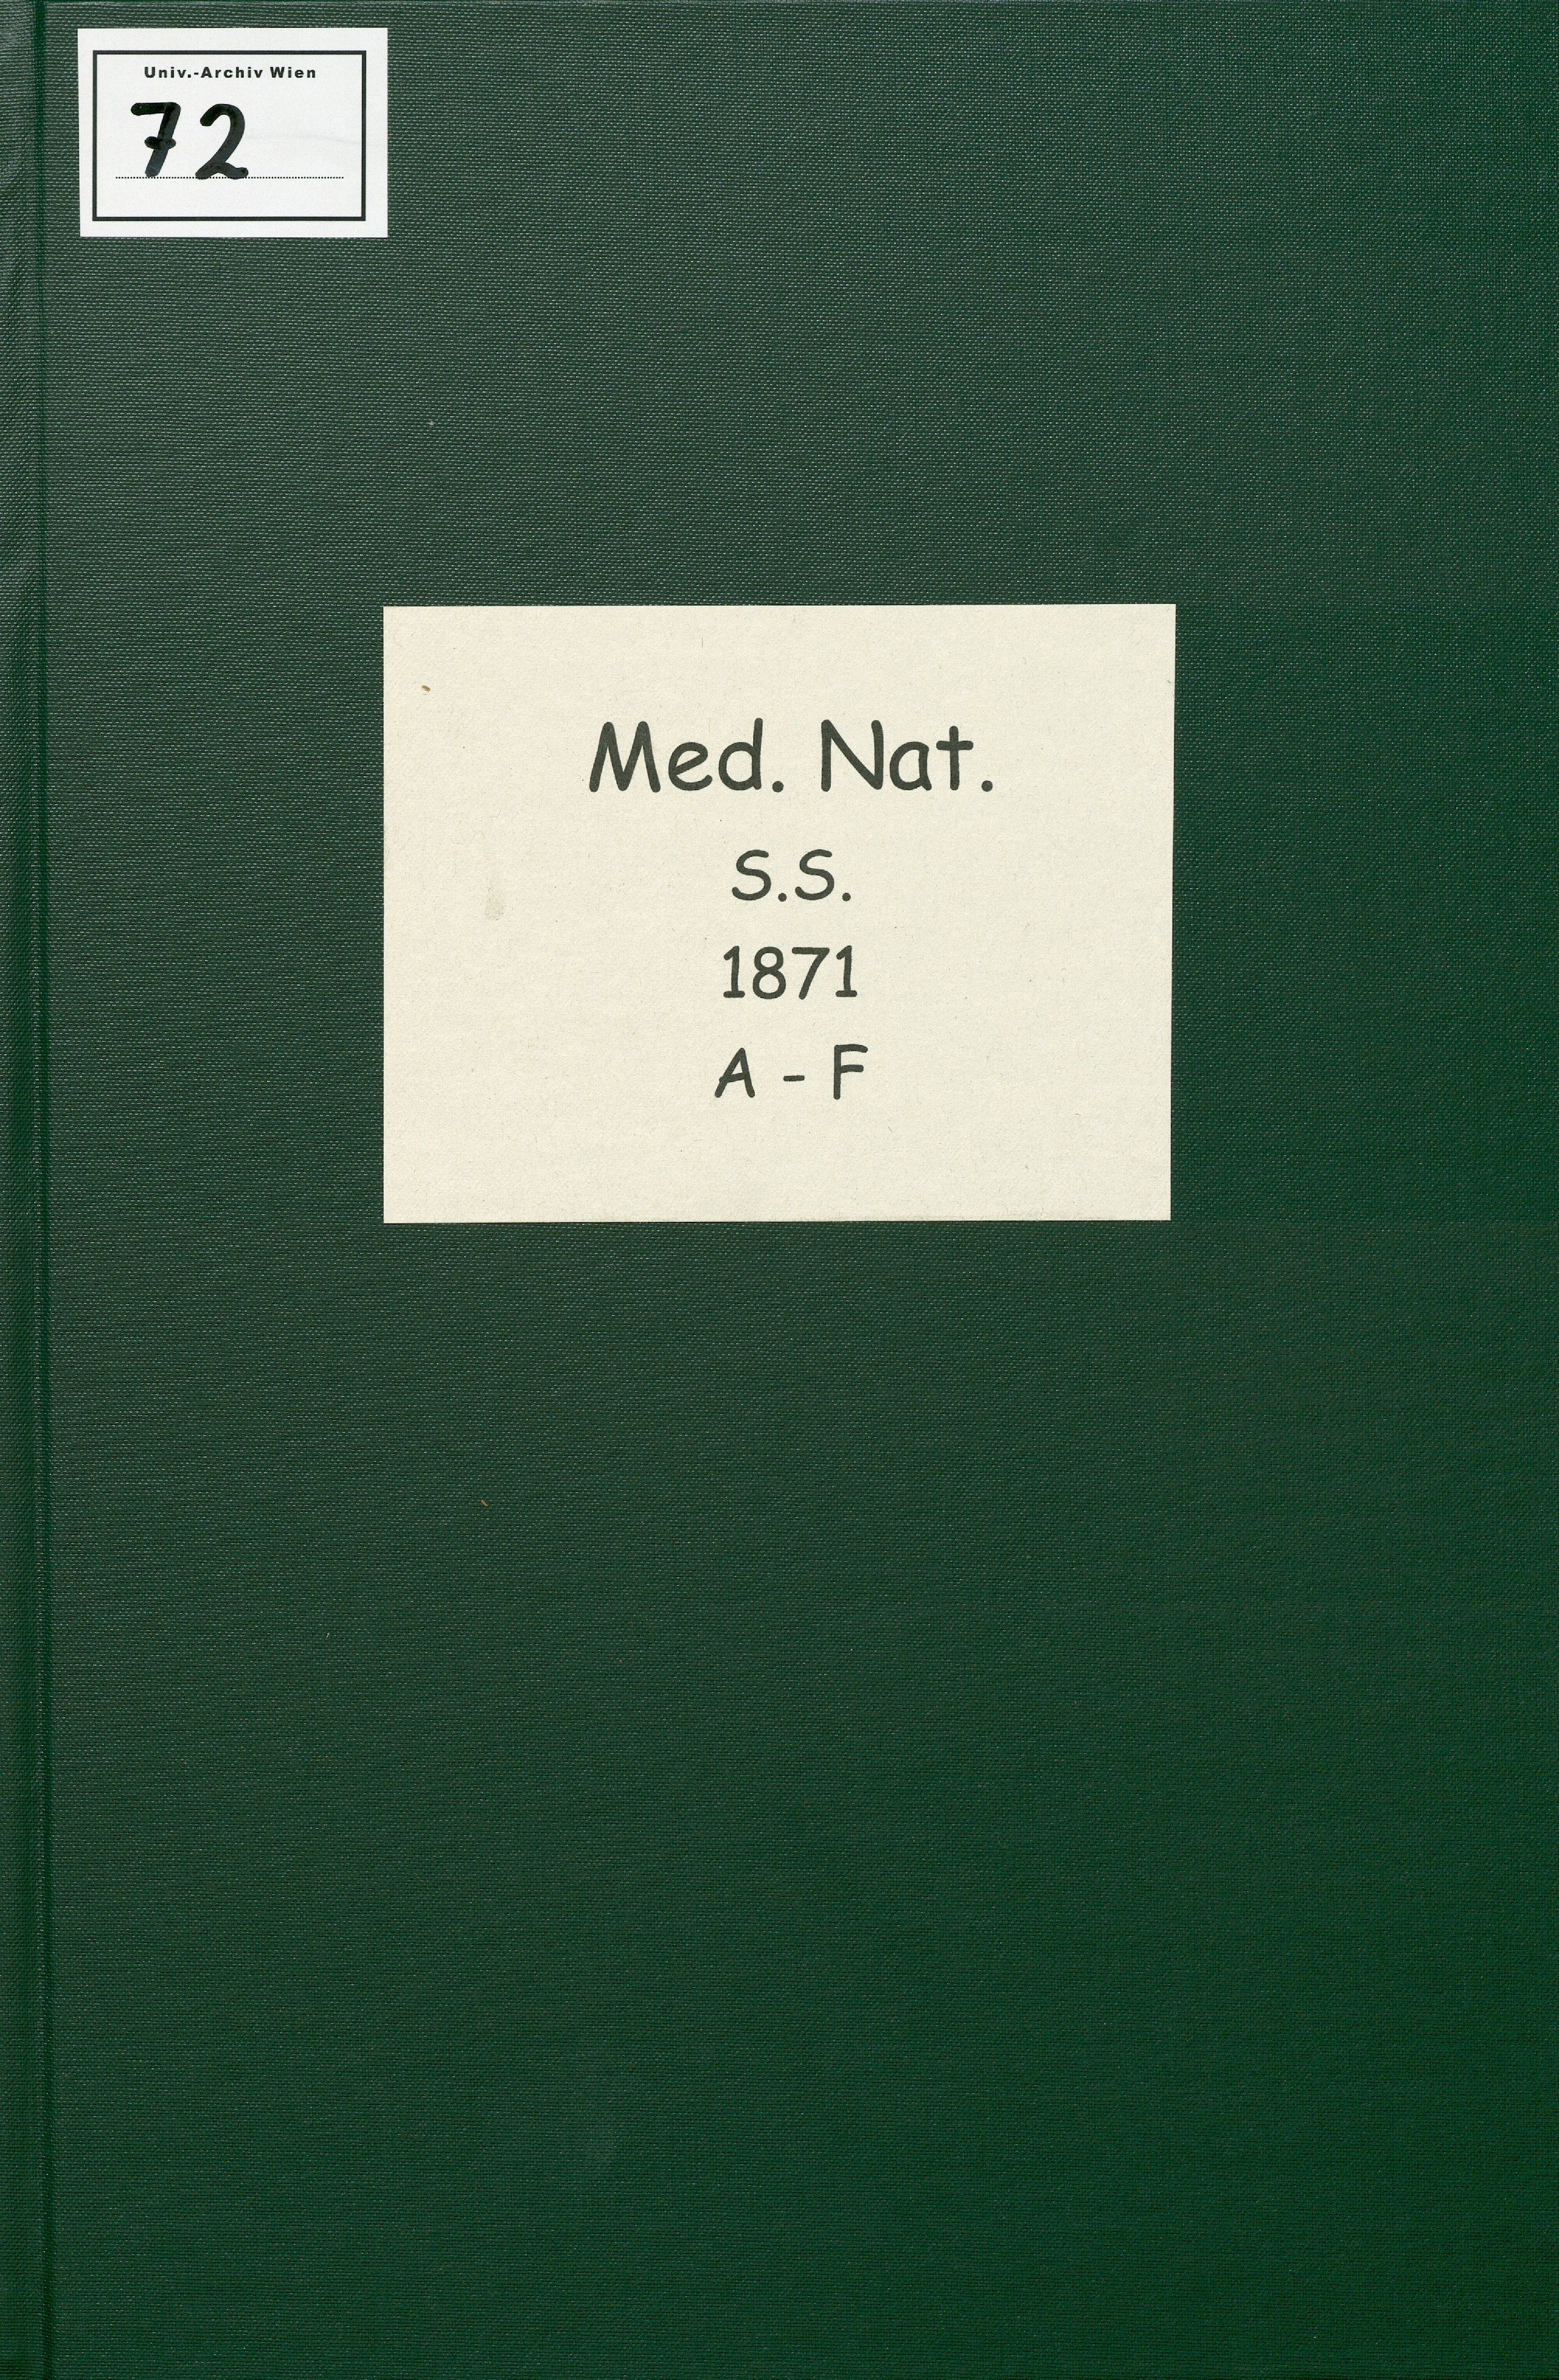 Univ.-Archiv Wien
72
Med. Nat.
S.S.
1871
A - F